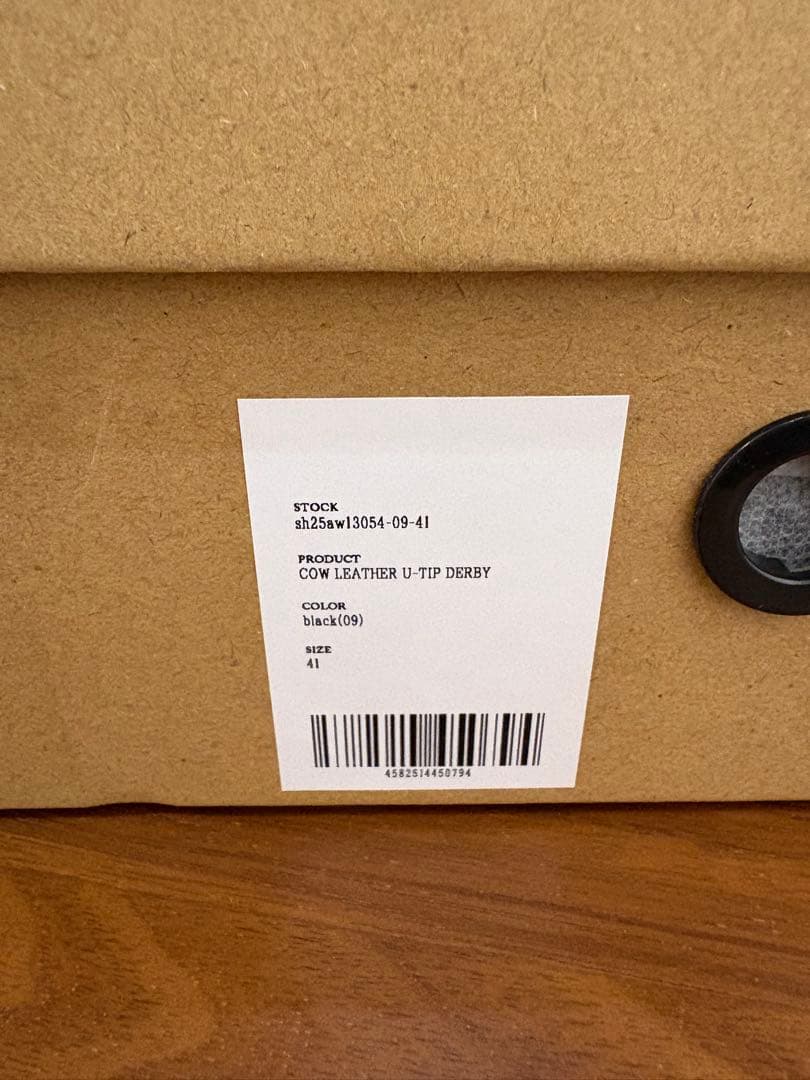 STOCK
sh25aw13054-09-41
PRODUCT
COW LEATHER U-TIP DERBY
COLOR
black(09)
SIZE
41
4582514450794